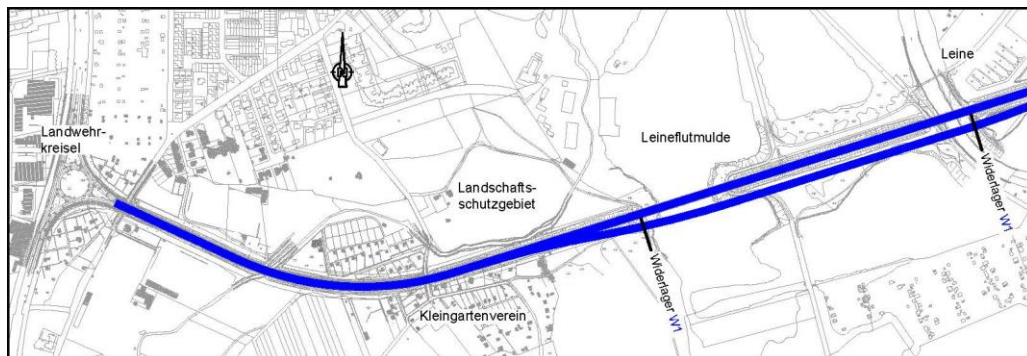 Leine
Landwehr-
kreisel
Leineflutmulde
Landschafts-
schutzgebiet
Widerlager W1
Widerlager W1
Kleingartenverein